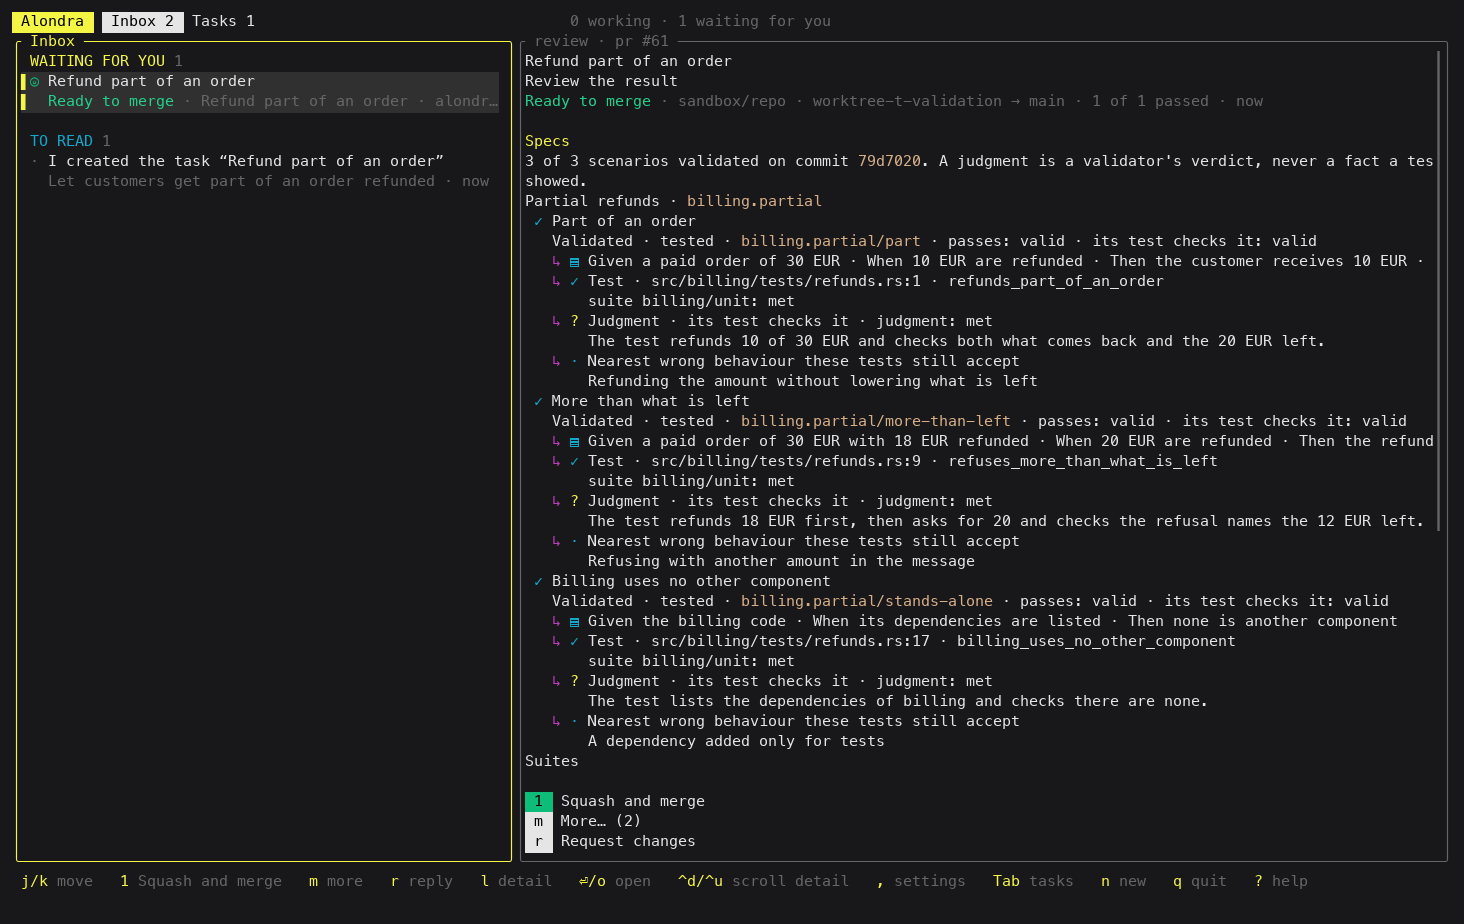 Alondra Inbox 2 Tasks 1 0 working · 1 waiting for you
Inbox
WAITING FOR YOU 1
☺ Refund part of an order
Ready to merge · Refund part of an order · alondr…
TO READ 1
· I created the task “Refund part of an order”
Let customers get part of an order refunded · now
review · pr #61
Refund part of an order
Review the result
Ready to merge · sandbox/repo · worktree-t-validation → main · 1 of 1 passed · now
Specs
3 of 3 scenarios validated on commit 79d7020. A judgment is a validator's verdict, never a fact a tes
showed.
Partial refunds · billing.partial
✓ Part of an order
Validated · tested · billing.partial/part · passes: valid · its test checks it: valid
↳ ▤ Given a paid order of 30 EUR · When 10 EUR are refunded · Then the customer receives 10 EUR ·
↳ ✓ Test · src/billing/tests/refunds.rs:1 · refunds_part_of_an_order
suite billing/unit: met
↳ ? Judgment · its test checks it · judgment: met
The test refunds 10 of 30 EUR and checks both what comes back and the 20 EUR left.
↳ · Nearest wrong behaviour these tests still accept
Refunding the amount without lowering what is left
✓ More than what is left
Validated · tested · billing.partial/more-than-left · passes: valid · its test checks it: valid
↳ ▤ Given a paid order of 30 EUR with 18 EUR refunded · When 20 EUR are refunded · Then the refund
↳ ✓ Test · src/billing/tests/refunds.rs:9 · refuses_more_than_what_is_left
suite billing/unit: met
↳ ? Judgment · its test checks it · judgment: met
The test refunds 18 EUR first, then asks for 20 and checks the refusal names the 12 EUR left.
↳ · Nearest wrong behaviour these tests still accept
Refusing with another amount in the message
✓ Billing uses no other component
Validated · tested · billing.partial/stands-alone · passes: valid · its test checks it: valid
↳ ▤ Given the billing code · When its dependencies are listed · Then none is another component
↳ ✓ Test · src/billing/tests/refunds.rs:17 · billing_uses_no_other_component
suite billing/unit: met
↳ ? Judgment · its test checks it · judgment: met
The test lists the dependencies of billing and checks there are none.
↳ · Nearest wrong behaviour these tests still accept
A dependency added only for tests
Suites
1 Squash and merge
m More… (2)
r Request changes
j/k move 1 Squash and merge m more r reply l detail ⏎/o open ^d/^u scroll detail , settings Tab tasks n new q quit ? help